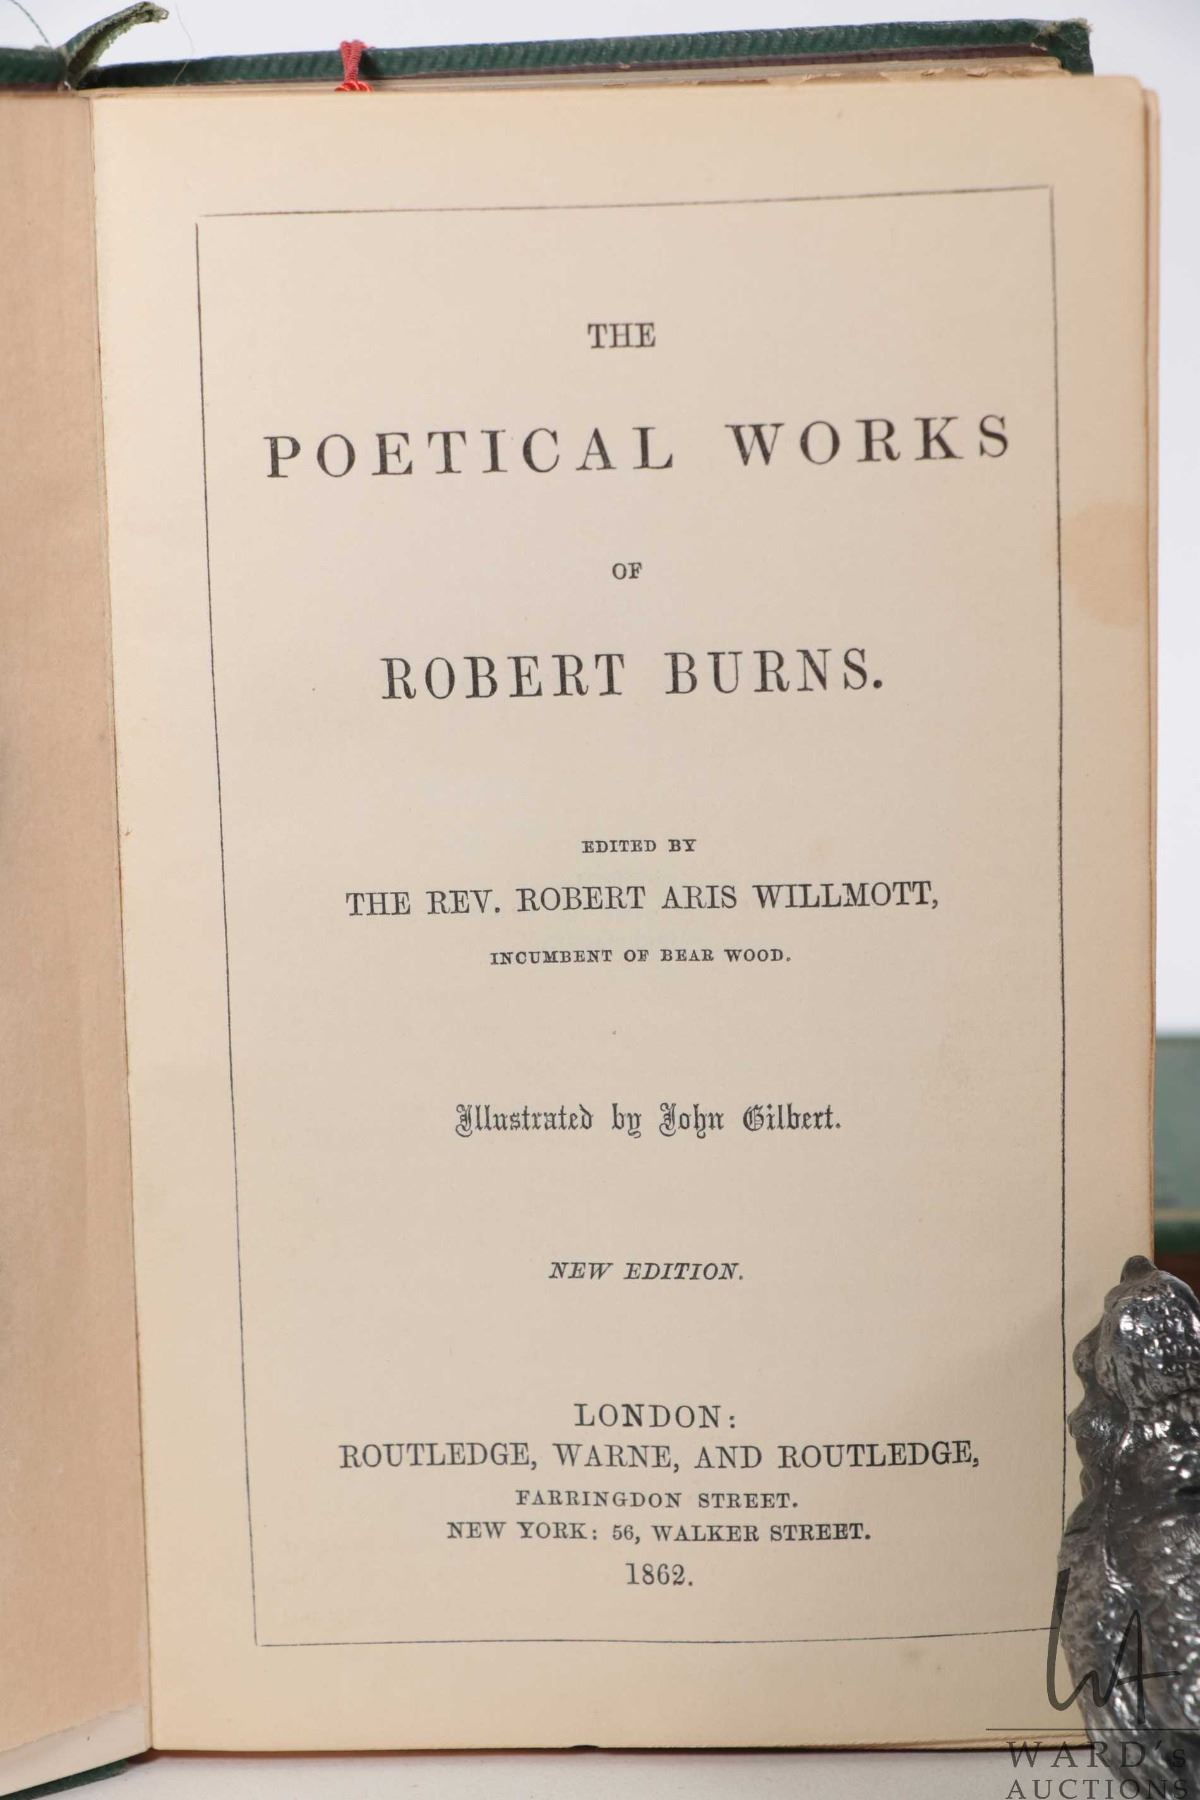 THE
POETICAL WORKS
OF
ROBERT BURNS.
EDITED BY
THE REV. ROBERT ARIS WILLMOTT,
INCUMBENT OF BEAR WOOD.
Illustrated by John Gilbert.
NEW EDITION.
LONDON:
ROUTLEDGE, WARNE, AND ROUTLEDGE,
FARRINGDON STREET.
NEW YORK: 56, WALKER STREET.
1862.
WA
WARD's
AUCTIONS